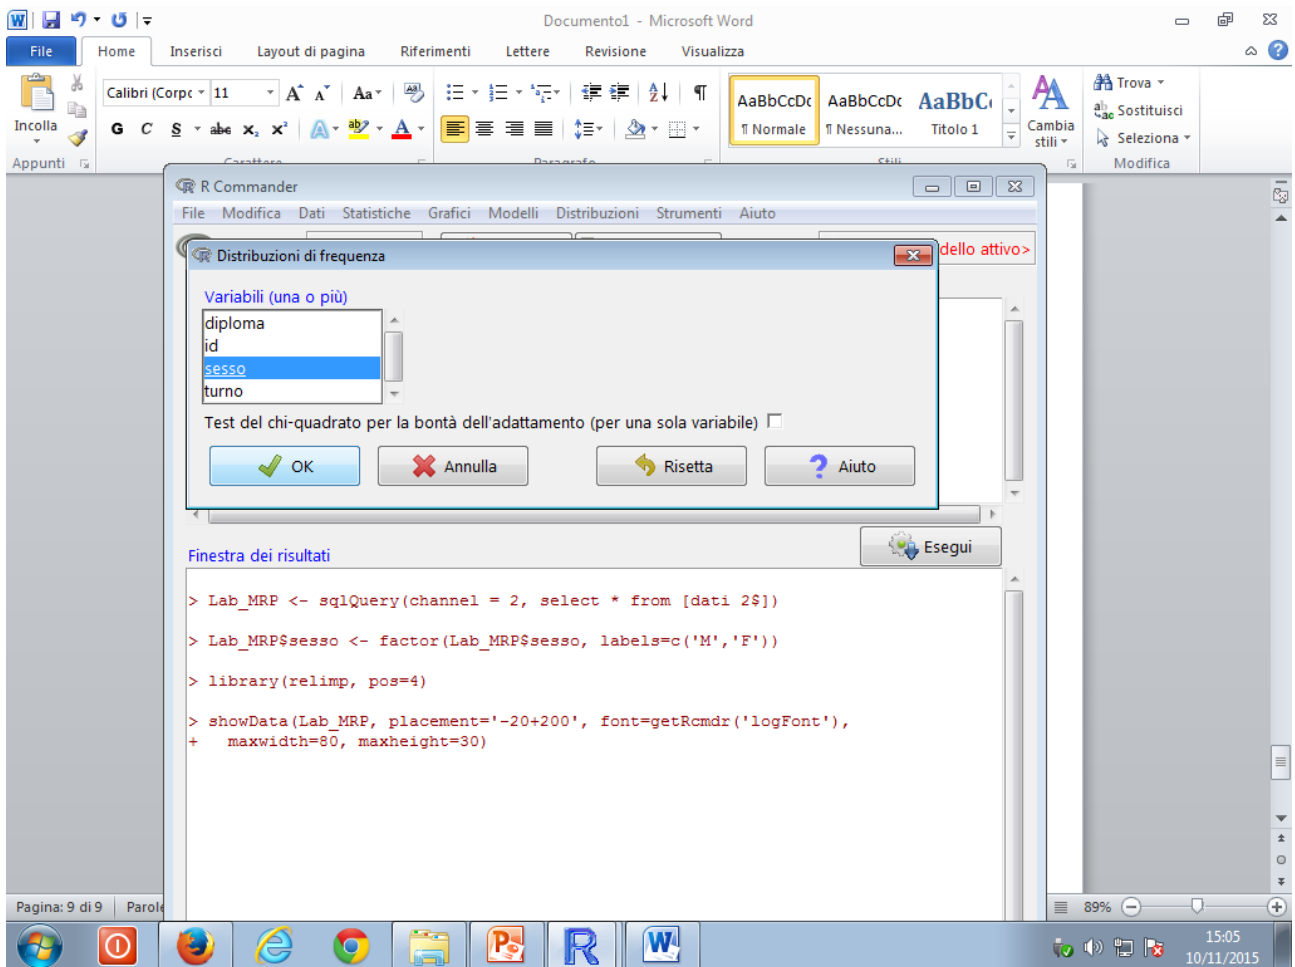 Documento1 - Microsoft Word
File Home Inserisci Layout di pagina Riferimenti Lettere Revisione Visualizza
Incolla
Appunti
Calibri (Corpc 11
G C S abc x₂ x²
Carattere
Paragrafo
AaBbCcDc AaBbCcDc AaBbC
¶ Normale ¶ Nessuna... Titolo 1
Stili
Cambia
stili
Trova
Sostituisci
Seleziona
Modifica
R Commander
File Modifica Dati Statistiche Grafici Modelli Distribuzioni Strumenti Aiuto
dello attivo>
Distribuzioni di frequenza
Variabili (una o più)
diploma
id
sesso
turno
Test del chi-quadrato per la bontà dell'adattamento (per una sola variabile)
OK Annulla Risetta Aiuto
Esegui
Finestra dei risultati
> Lab_MRP <- sqlQuery(channel = 2, select * from [dati 2$])
> Lab_MRP$sesso <- factor(Lab_MRP$sesso, labels=c('M','F'))
> library(relimp, pos=4)
> showData(Lab_MRP, placement='-20+200', font=getRcmdr('logFont'),
+ maxwidth=80, maxheight=30)
Pagina: 9 di 9 Parole
89%
15:05
10/11/2015